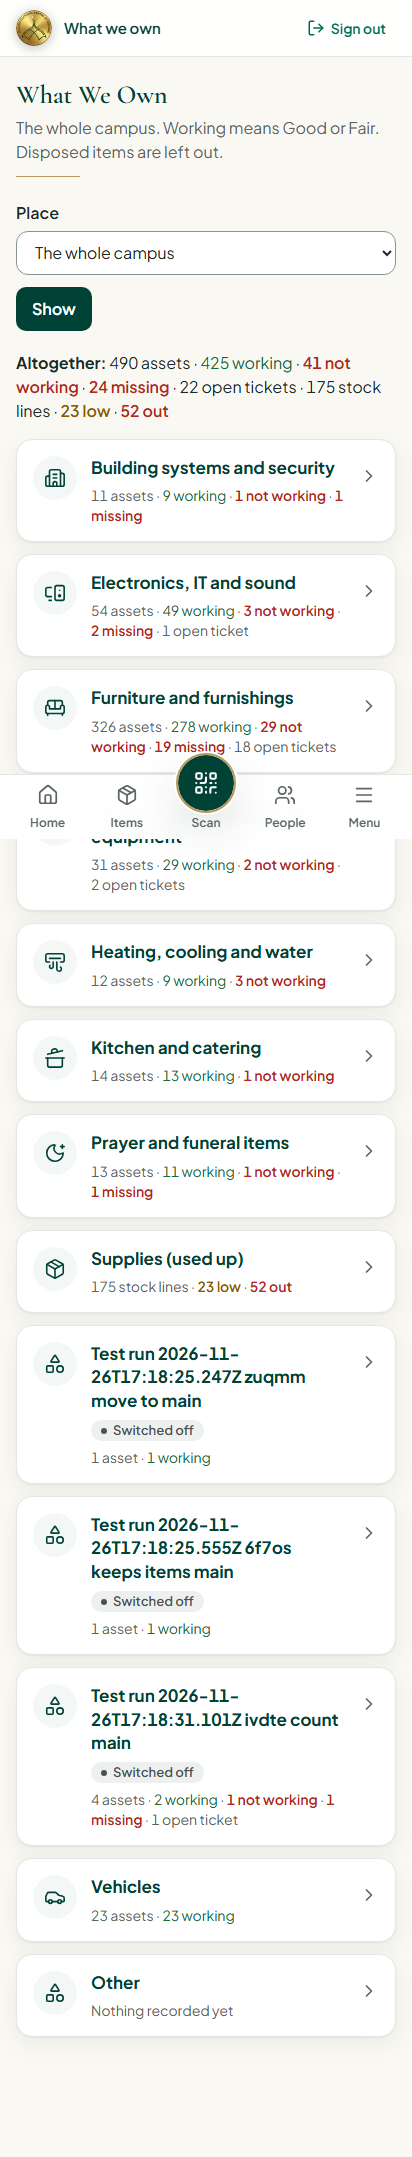 What we own
Sign out
What We Own
The whole campus. Working means Good or Fair.
Disposed items are left out.
Place
The whole campus
Show
Altogether: 490 assets · 425 working · 41 not
working · 24 missing · 22 open tickets · 175 stock
lines · 23 low · 52 out
Building systems and security
11 assets · 9 working · 1 not working · 1
missing
Electronics, IT and sound
54 assets · 49 working · 3 not working ·
2 missing · 1 open ticket
Furniture and furnishings
326 assets · 278 working · 29 not
working · 19 missing · 18 open tickets
Home
Items
Scan
People
Menu
equipment
31 assets · 29 working · 2 not working ·
2 open tickets
Heating, cooling and water
12 assets · 9 working · 3 not working
Kitchen and catering
14 assets · 13 working · 1 not working
Prayer and funeral items
13 assets · 11 working · 1 not working ·
1 missing
Supplies (used up)
175 stock lines · 23 low · 52 out
Test run 2026-11-
26T17:18:25.247Z zuqmm
move to main
Switched off
1 asset · 1 working
Test run 2026-11-
26T17:18:25.555Z 6f7os
keeps items main
Switched off
1 asset · 1 working
Test run 2026-11-
26T17:18:31.101Z ivdte count
main
Switched off
4 assets · 2 working · 1 not working · 1
missing · 1 open ticket
Vehicles
23 assets · 23 working
Other
Nothing recorded yet